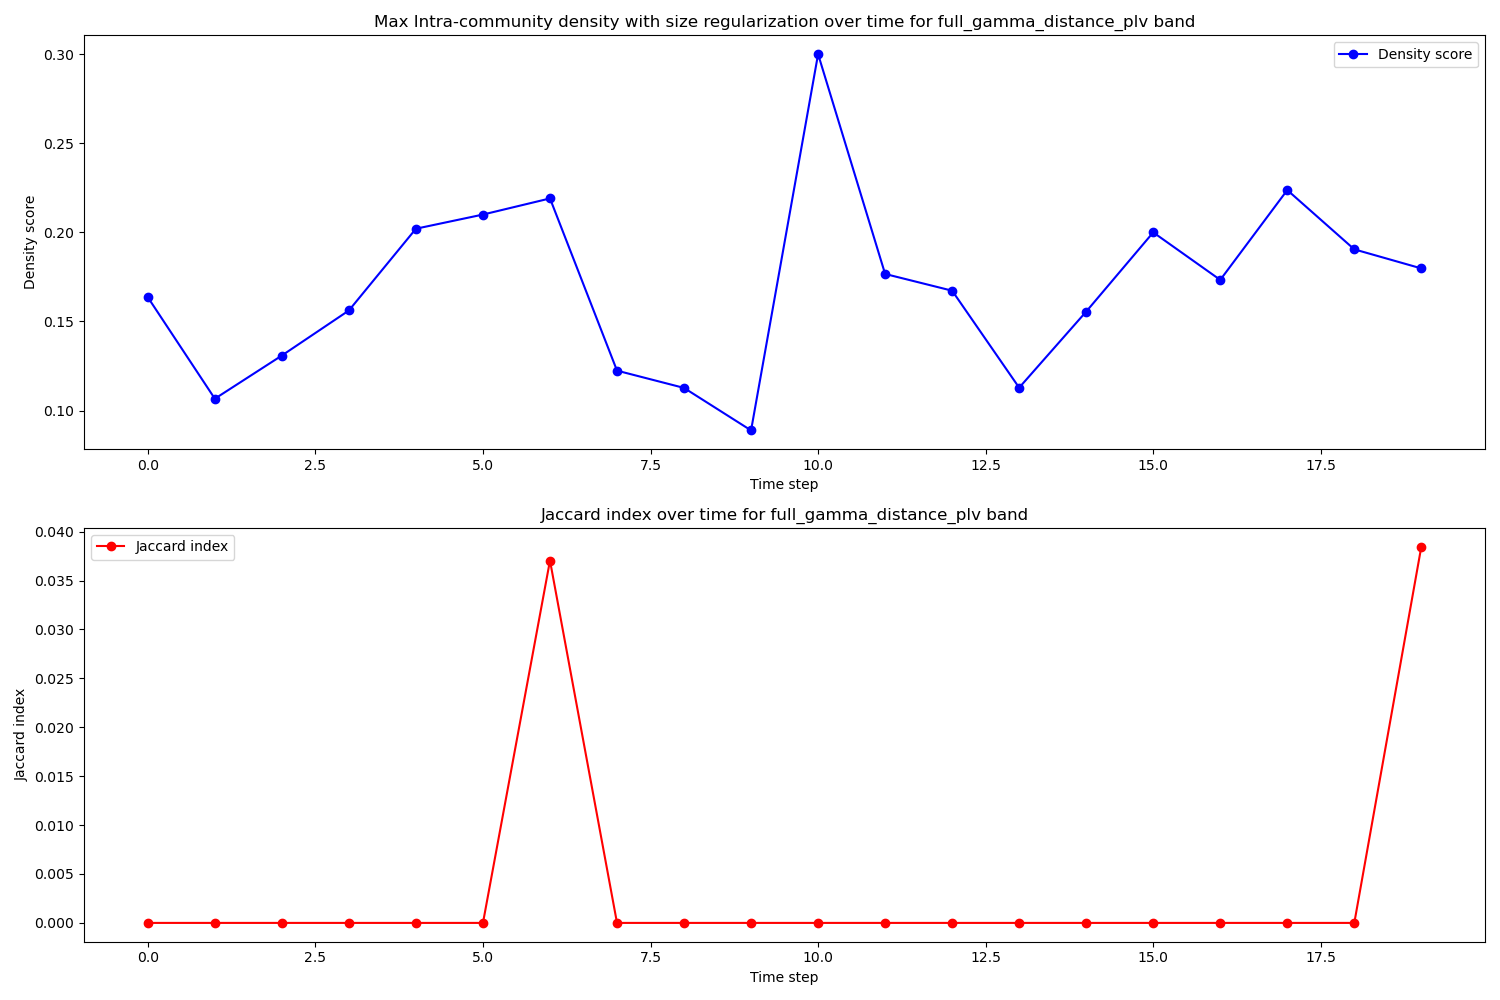 Max Intra-community density with size regularization over time for full_gamma_distance_plv band
Density score
0.30
0.25
0.20
0.15
0.10
Density score
0.0 2.5 5.0 7.5 10.0 12.5 15.0 17.5
Time step
Jaccard index over time for full_gamma_distance_plv band
Jaccard index
0.040
0.035
0.030
0.025
0.020
0.015
0.010
0.005
0.000
Jaccard index
0.0 2.5 5.0 7.5 10.0 12.5 15.0 17.5
Time step